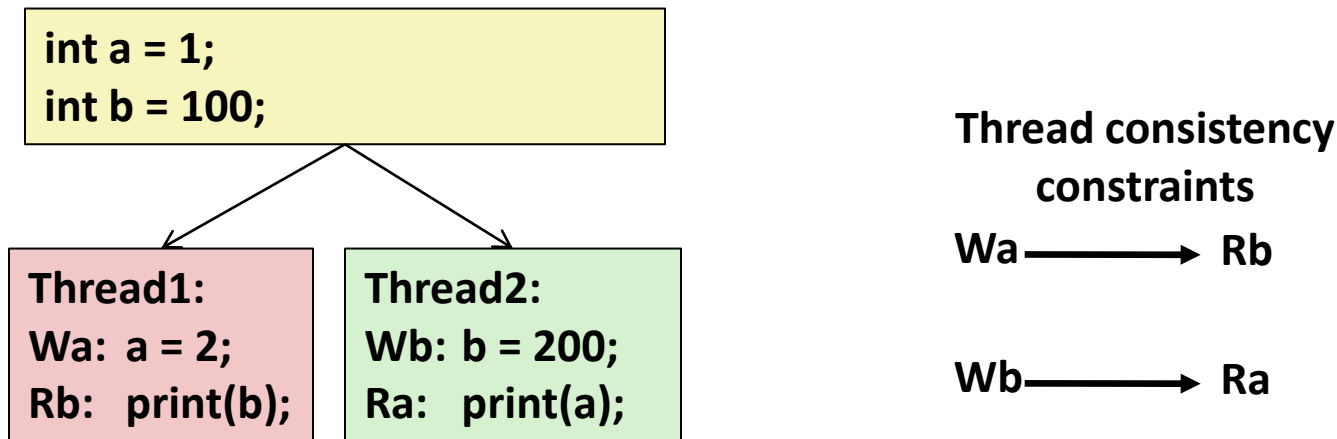 int a = 1;
int b = 100;
Thread1:
Wa: a = 2;
Rb: print(b);
Thread2:
Wb: b = 200;
Ra: print(a);
Thread consistency
constraints
Wa Rb
Wb Ra